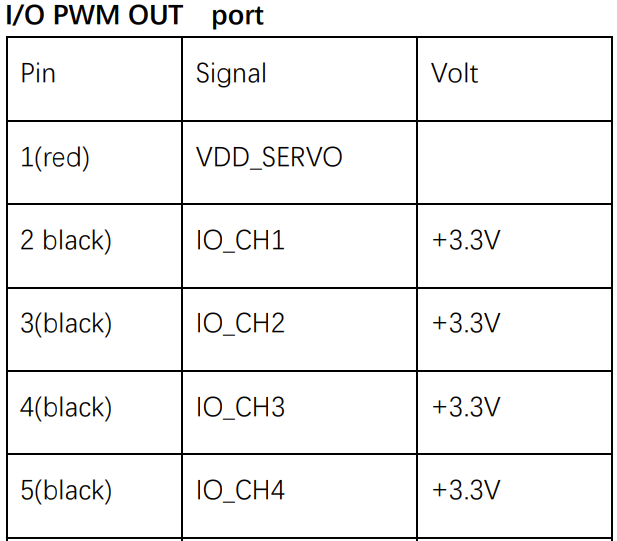 I/O PWM OUT port
Pin Signal Volt
1(red) VDD_SERVO
2 black) IO_CH1 +3.3V
3(black) IO_CH2 +3.3V
4(black) IO_CH3 +3.3V
5(black) IO_CH4 +3.3V